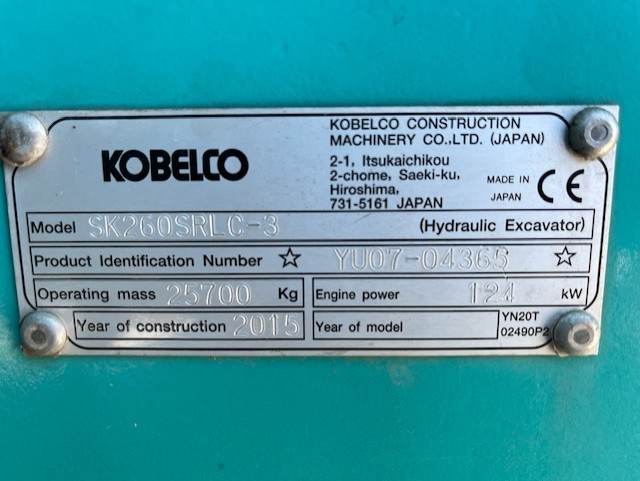 KOBELCO
KOBELCO CONSTRUCTION
MACHINERY CO.,LTD. (JAPAN)
2-1, Itsukaichikou
2-chome, Saeki-ku,
Hiroshima,
731-5161 JAPAN
MADE IN
JAPAN
CE
Model SK260SRLC-3 (Hydraulic Excavator)
Product Identification Number ☆ YU07-04365 ☆
Operating mass 25700 Kg
Engine power 124 kW
Year of construction 2015
Year of model
YN20T
02490P2